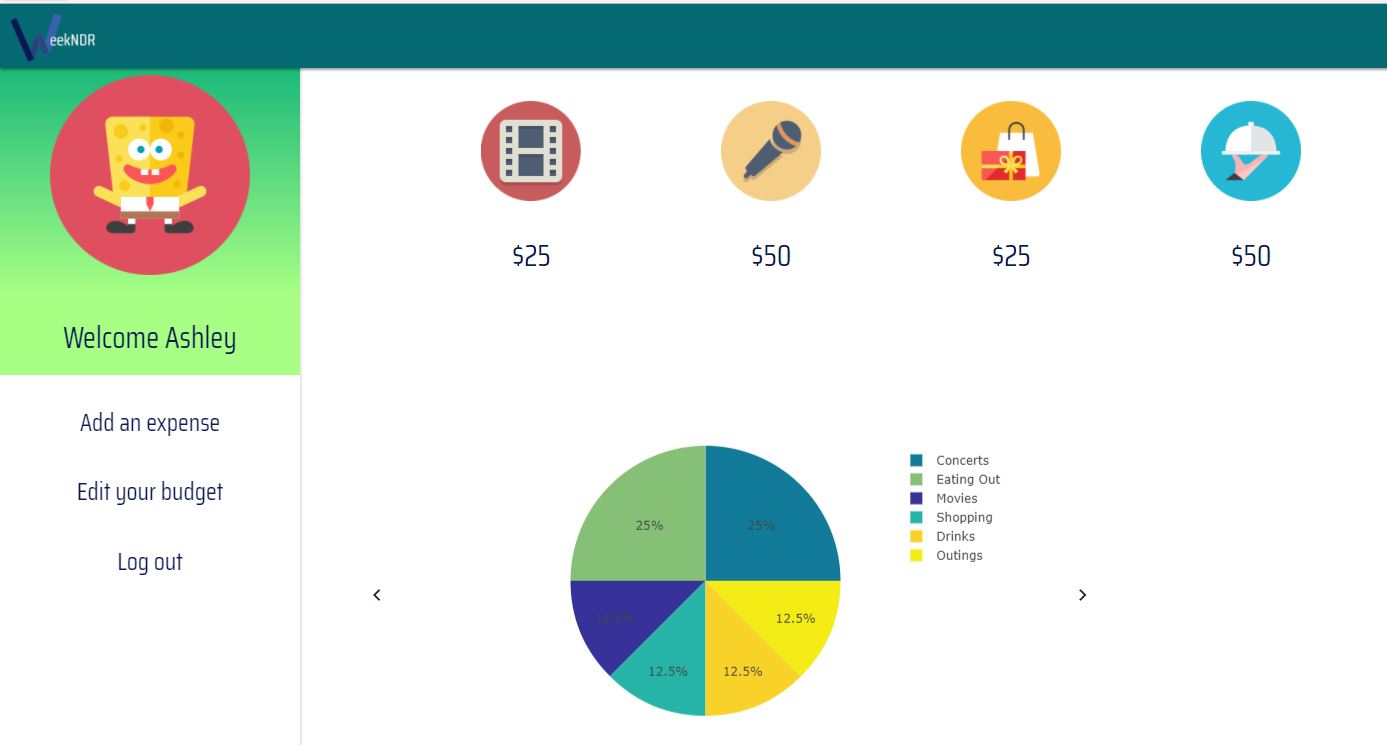 WeekNDR
Welcome Ashley
Add an expense
Edit your budget
Log out
$25
$50
$25
$50
25%
25%
12.5%
12.5%
12.5%
12.5%
Concerts
Eating Out
Movies
Shopping
Drinks
Outings